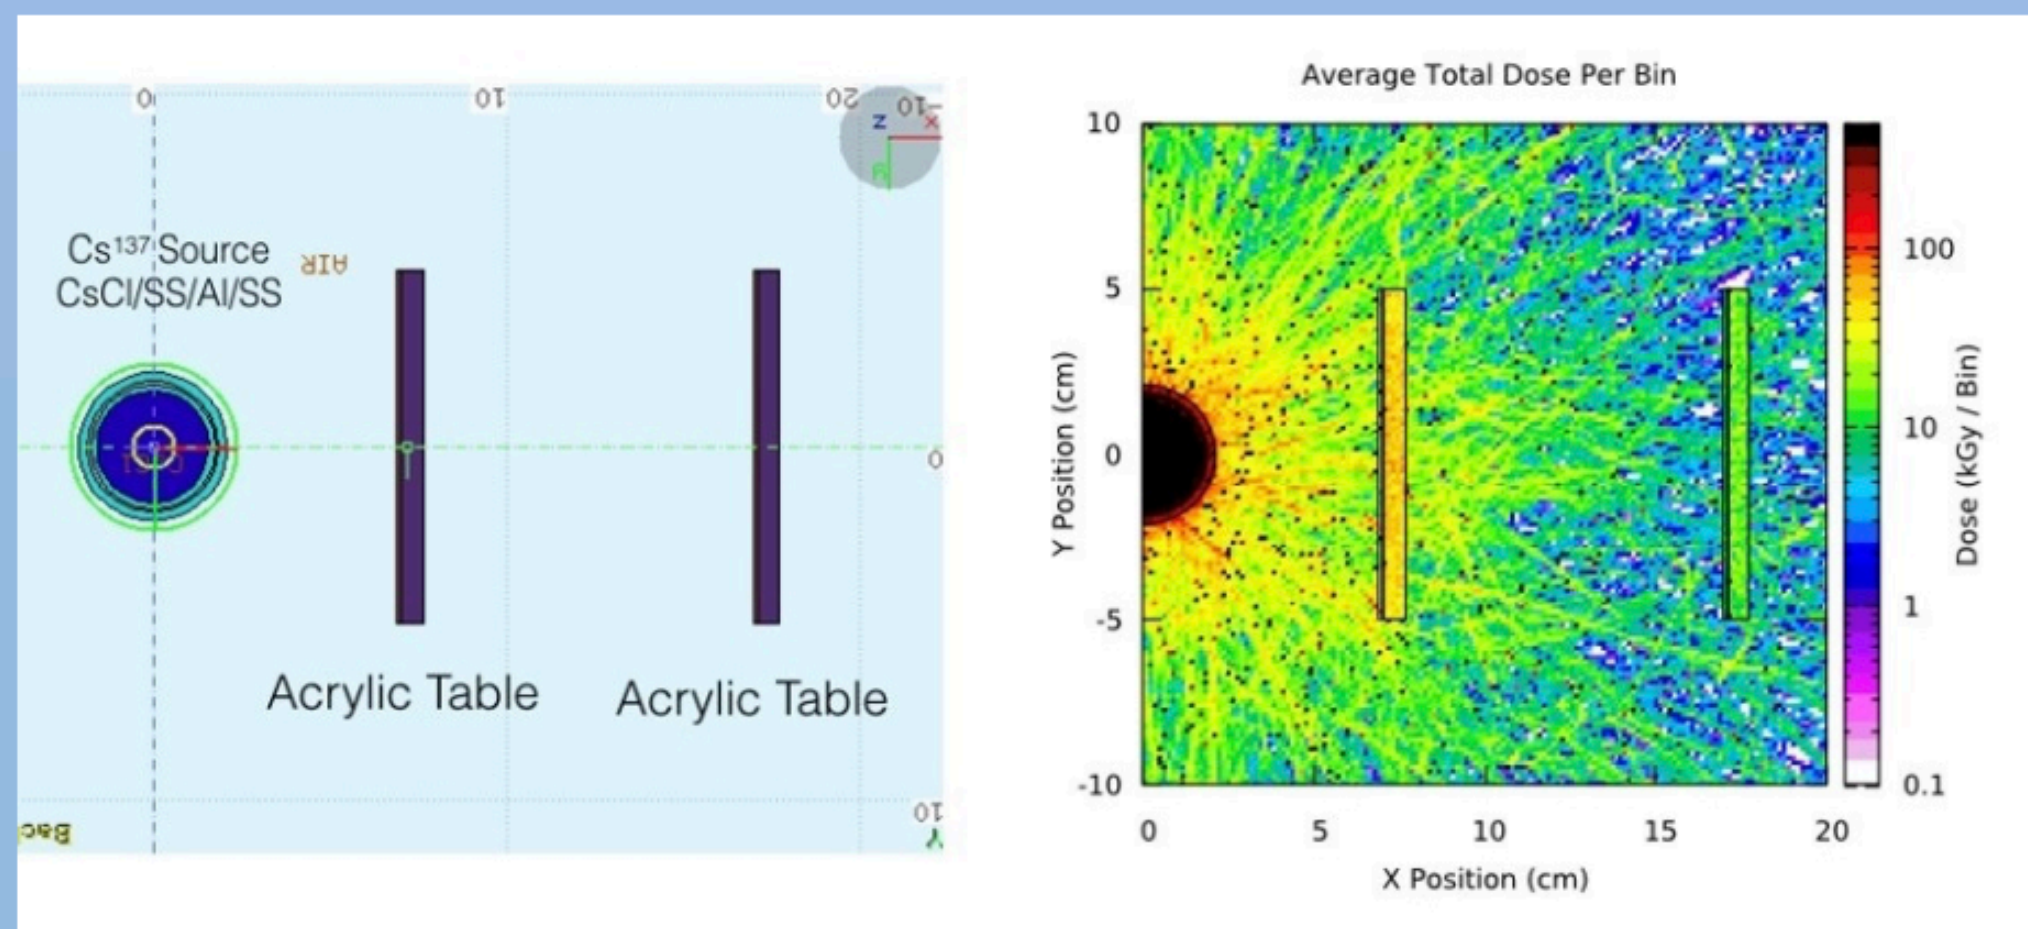 0
10
20
-10
Z
X
y
Cs¹³⁷ Source
CsCl/SS/Al/SS
AIR
0
Acrylic Table
Acrylic Table
10
Y
Average Total Dose Per Bin
10
5
0
-5
-10
Y Position (cm)
0
5
10
15
20
X Position (cm)
100
10
1
0.1
Dose (kGy / Bin)